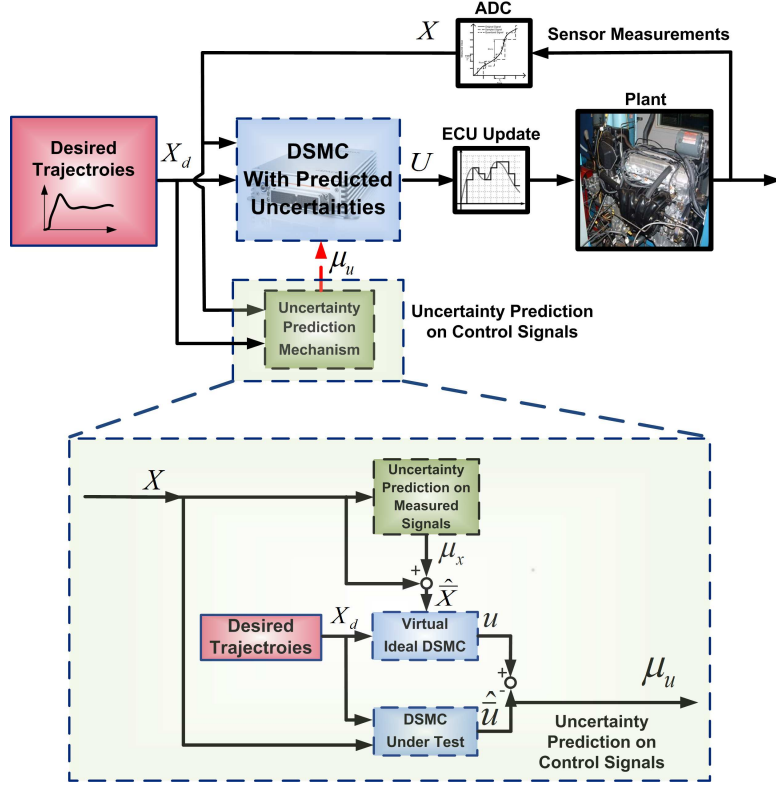 ADC
X
Sensor Measurements
Plant
Desired
Trajectroies
X_d
DSMC
With Predicted
Uncertainties
U
ECU Update
μ_u
Uncertainty
Prediction
Mechanism
Uncertainty Prediction
on Control Signals
X
Uncertainty
Prediction on
Measured
Signals
μ_x
+
X̂̄
Desired
Trajectroies
X_d
Virtual
Ideal DSMC
u
+
-
μ_u
DSMC
Under Test
û̄
Uncertainty
Prediction on
Control Signals